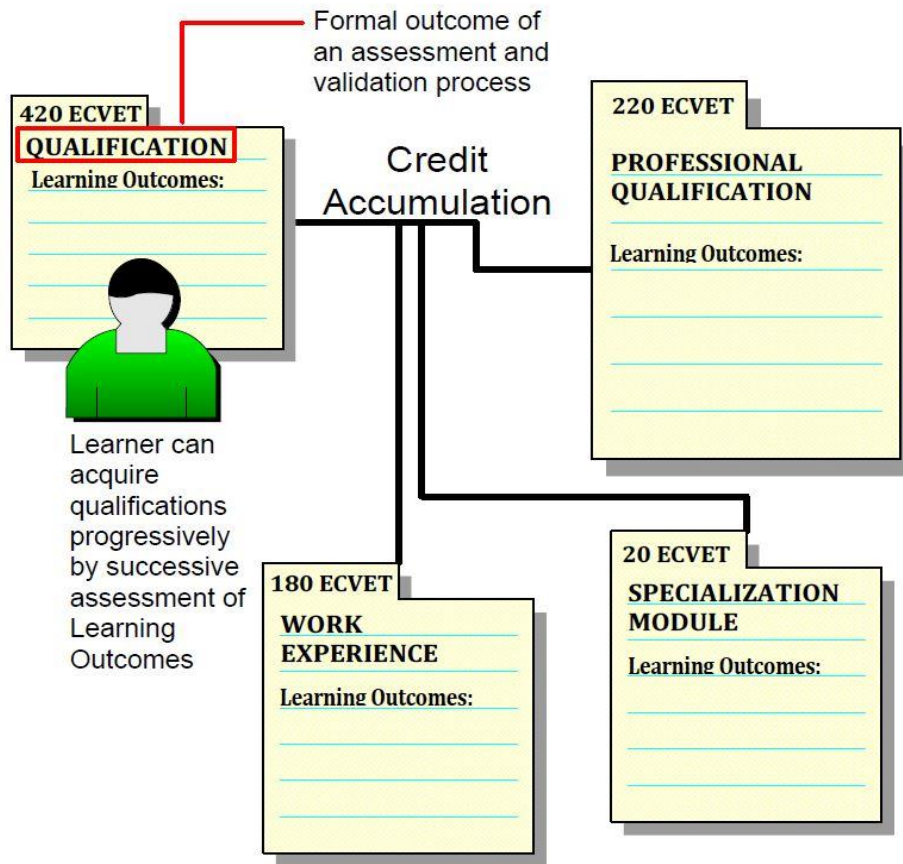 Formal outcome of
an assessment and
validation process
420 ECVET
QUALIFICATION
Learning Outcomes:
Credit
Accumulation
220 ECVET
PROFESSIONAL
QUALIFICATION
Learning Outcomes:
Learner can
acquire
qualifications
progressively
by successive
assessment of
Learning
Outcomes
180 ECVET
WORK
EXPERIENCE
Learning Outcomes:
20 ECVET
SPECIALIZATION
MODULE
Learning Outcomes: